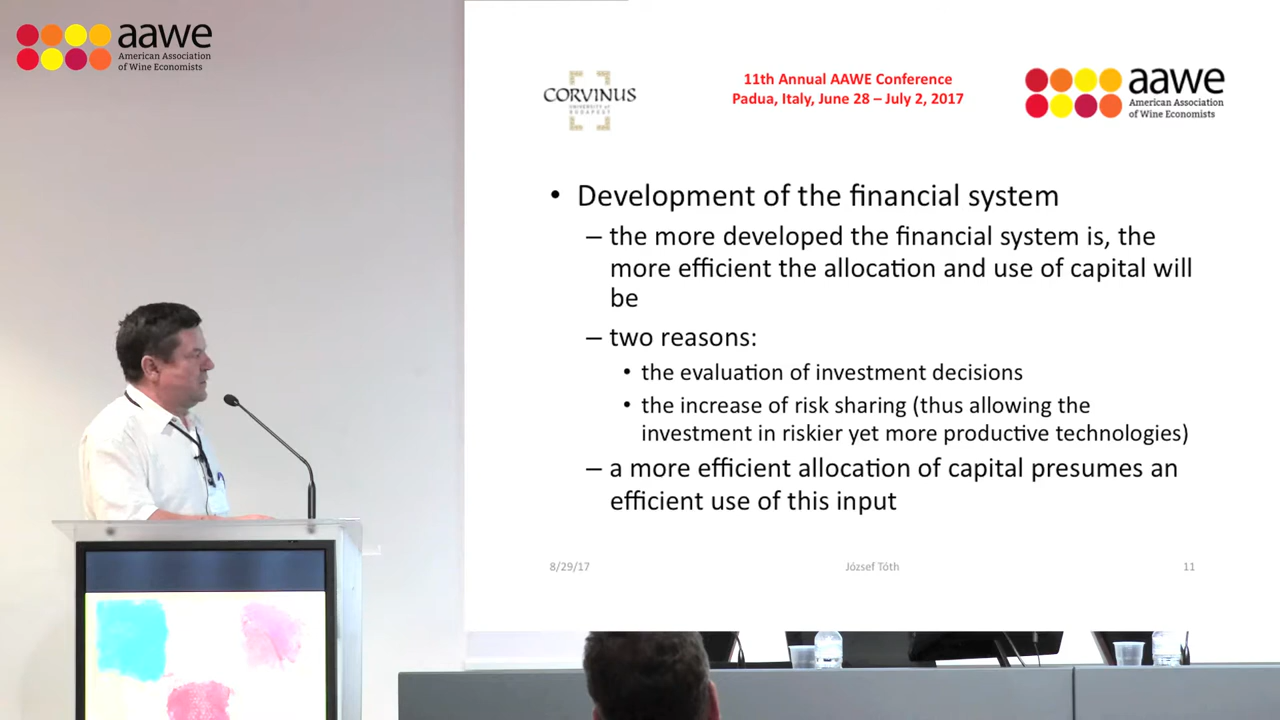 aawe
American Association
of Wine Economists
CORVINUS
UNIVERSITY of
BUDAPEST
11th Annual AAWE Conference
Padua, Italy, June 28 – July 2, 2017
aawe
American Association
of Wine Economists
• Development of the financial system
– the more developed the financial system is, the
more efficient the allocation and use of capital will
be
– two reasons:
• the evaluation of investment decisions
• the increase of risk sharing (thus allowing the
investment in riskier yet more productive technologies)
– a more efficient allocation of capital presumes an
efficient use of this input
8/29/17
József Tóth
11